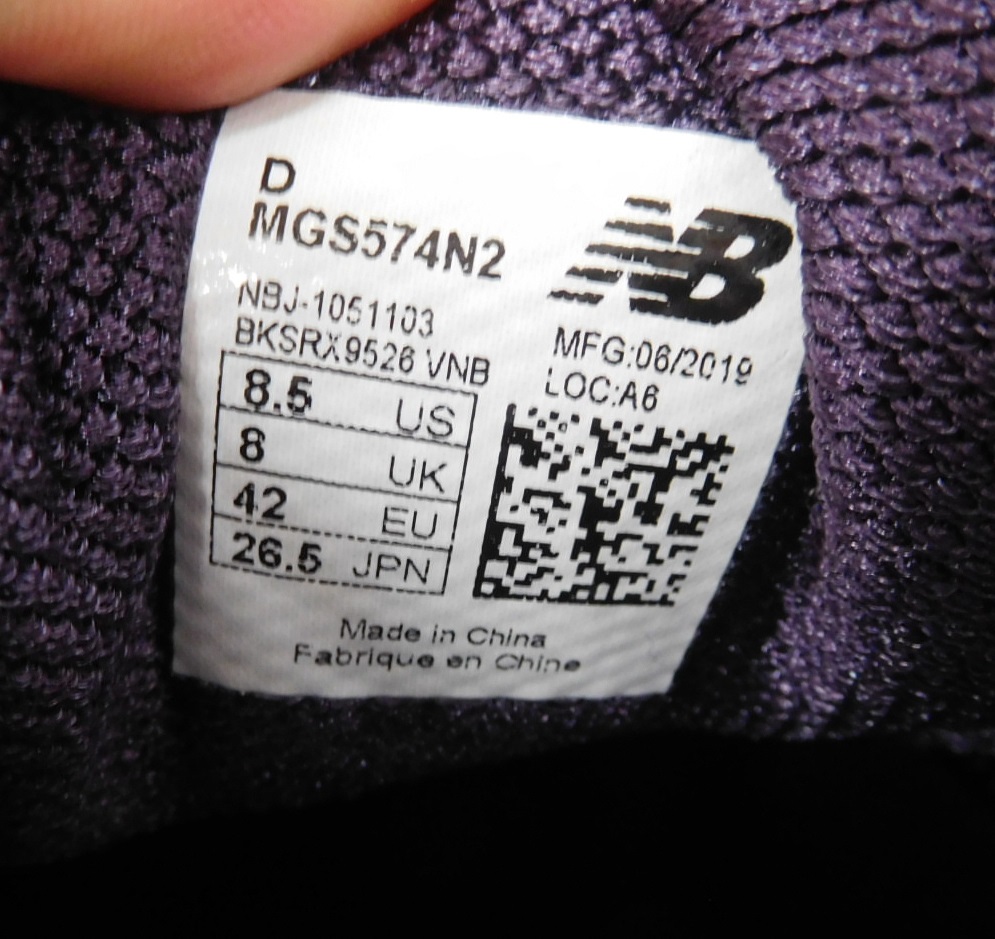 D
MGS574N2
NB
NBJ-1051103
BKSRX9526 VNB
MFG:06/2019
LOC:A6
8.5 US
8 UK
42 EU
26.5 JPN
Made in China
Fabrique en Chine